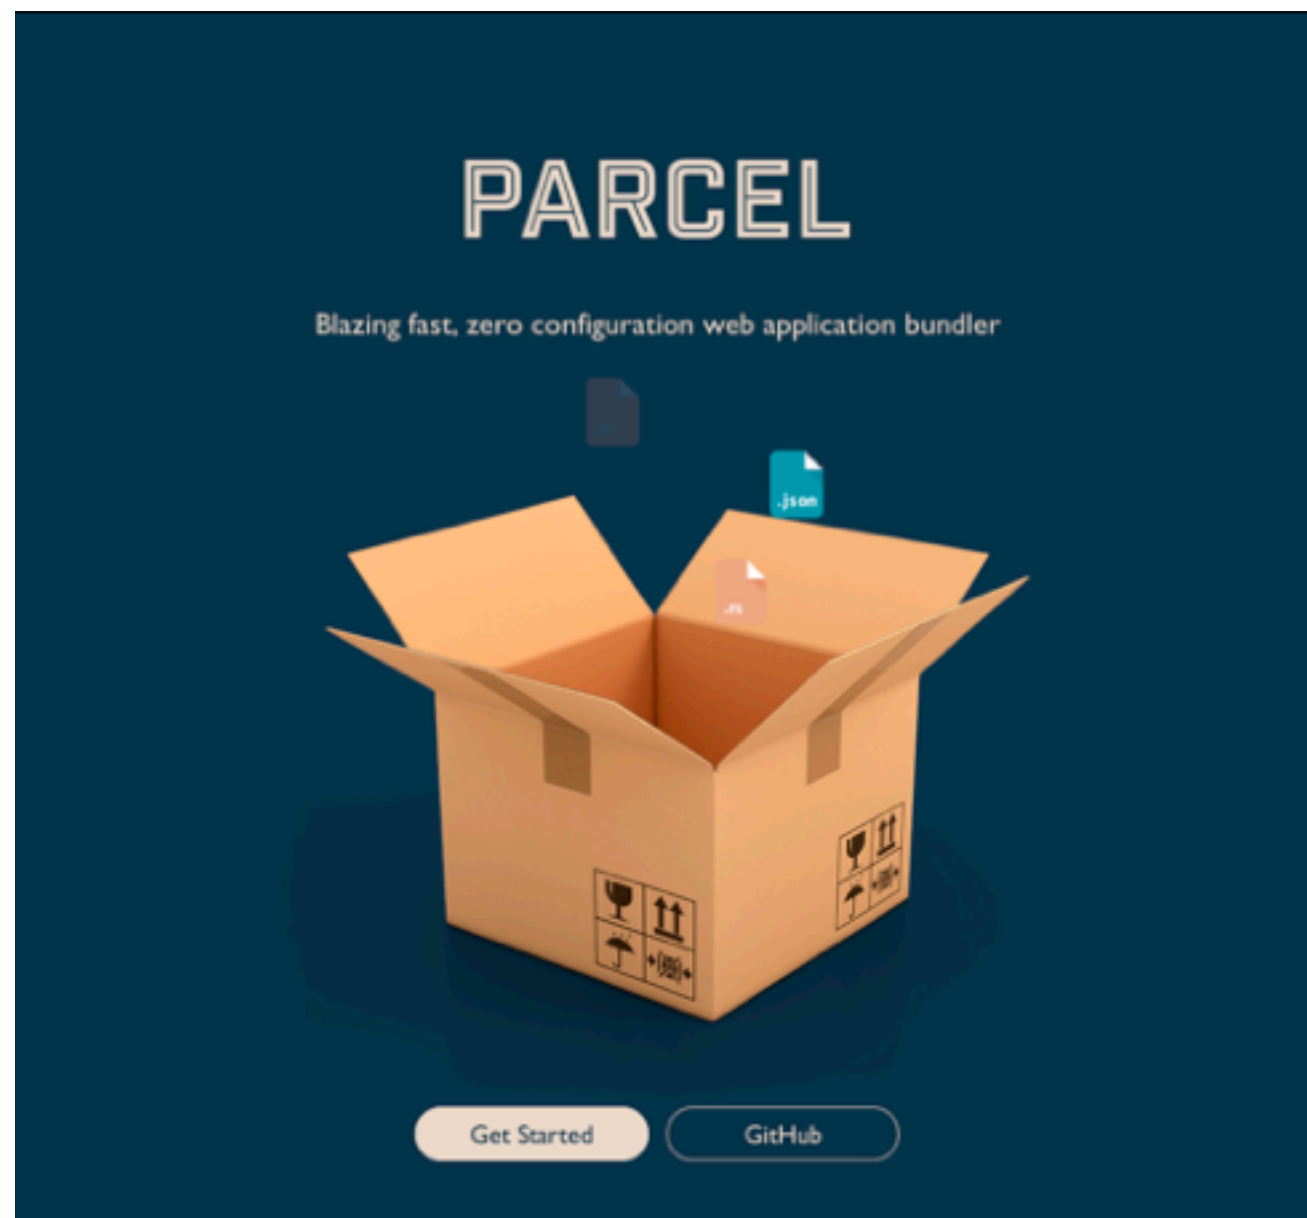 PARCEL
Blazing fast, zero configuration web application bundler
.json
.rs
Get Started
GitHub